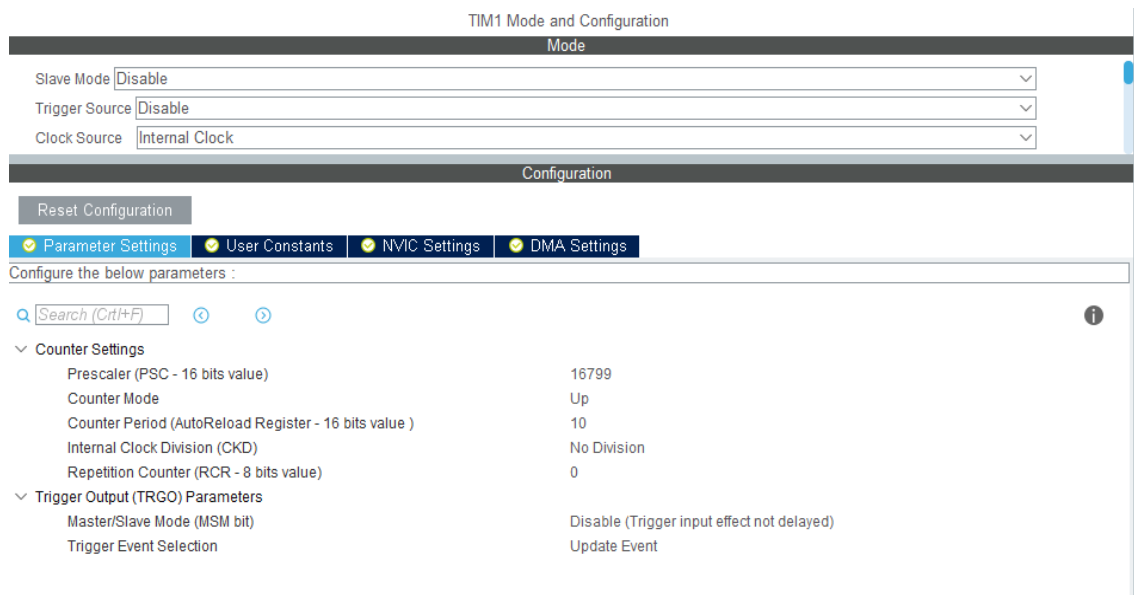 TIM1 Mode and Configuration
Mode
Slave Mode Disable
Trigger Source Disable
Clock Source Internal Clock
Configuration
Reset Configuration
Parameter Settings User Constants NVIC Settings DMA Settings
Configure the below parameters :
Search (Crtl+F)
Counter Settings
Prescaler (PSC - 16 bits value) 16799
Counter Mode Up
Counter Period (AutoReload Register - 16 bits value ) 10
Internal Clock Division (CKD) No Division
Repetition Counter (RCR - 8 bits value) 0
Trigger Output (TRGO) Parameters
Master/Slave Mode (MSM bit) Disable (Trigger input effect not delayed)
Trigger Event Selection Update Event